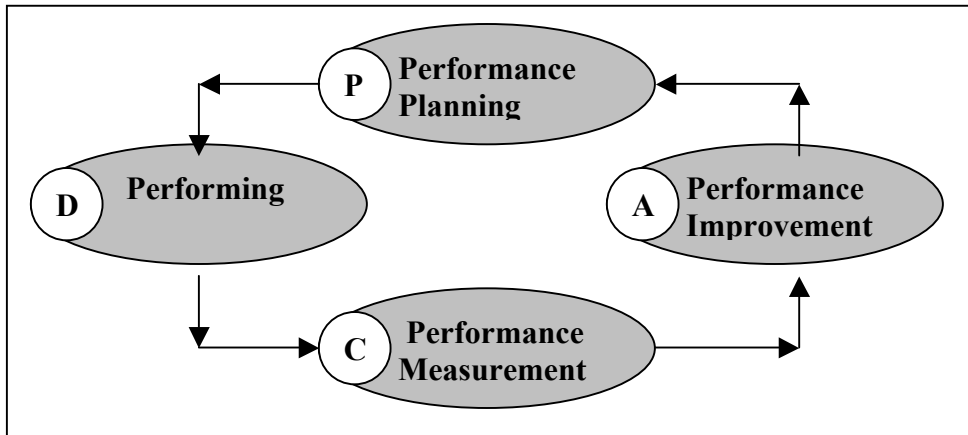 P
Performance
Planning
D
Performing
A
Performance
Improvement
C
Performance
Measurement